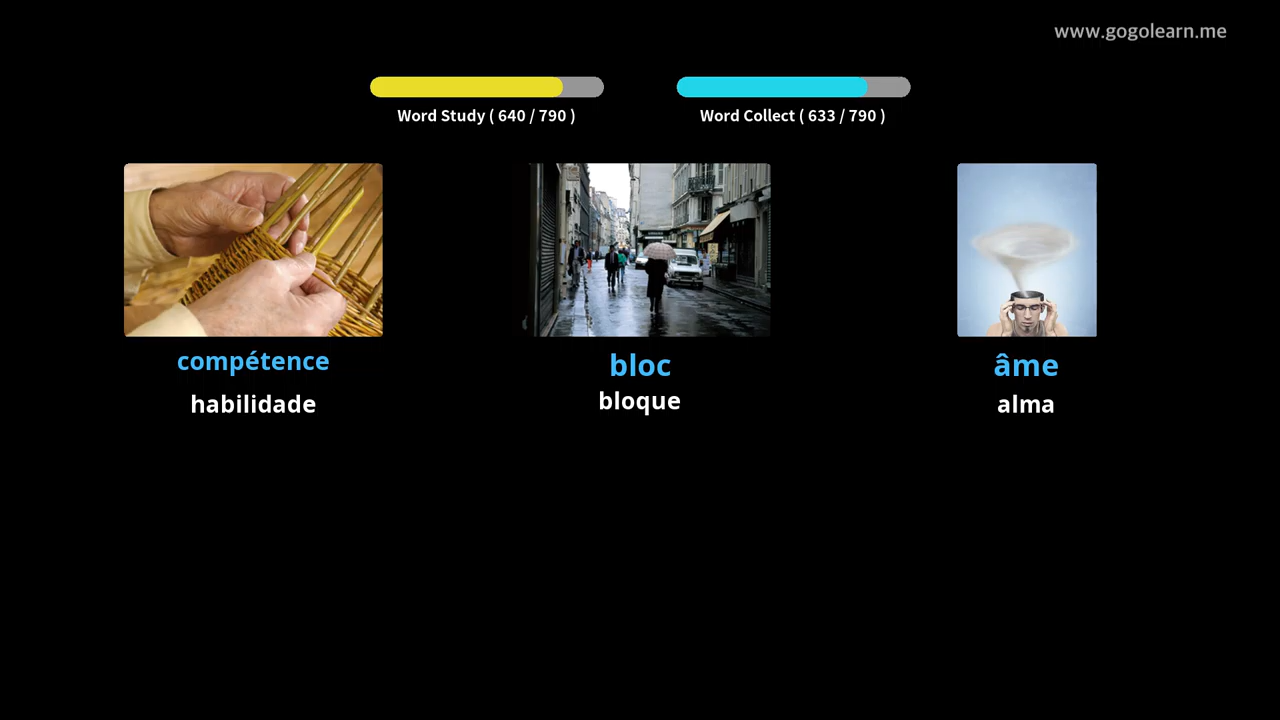 www.gogolearn.me
Word Study ( 640 / 790 )
Word Collect ( 633 / 790 )
compétence
habilidade
bloc
bloque
âme
alma